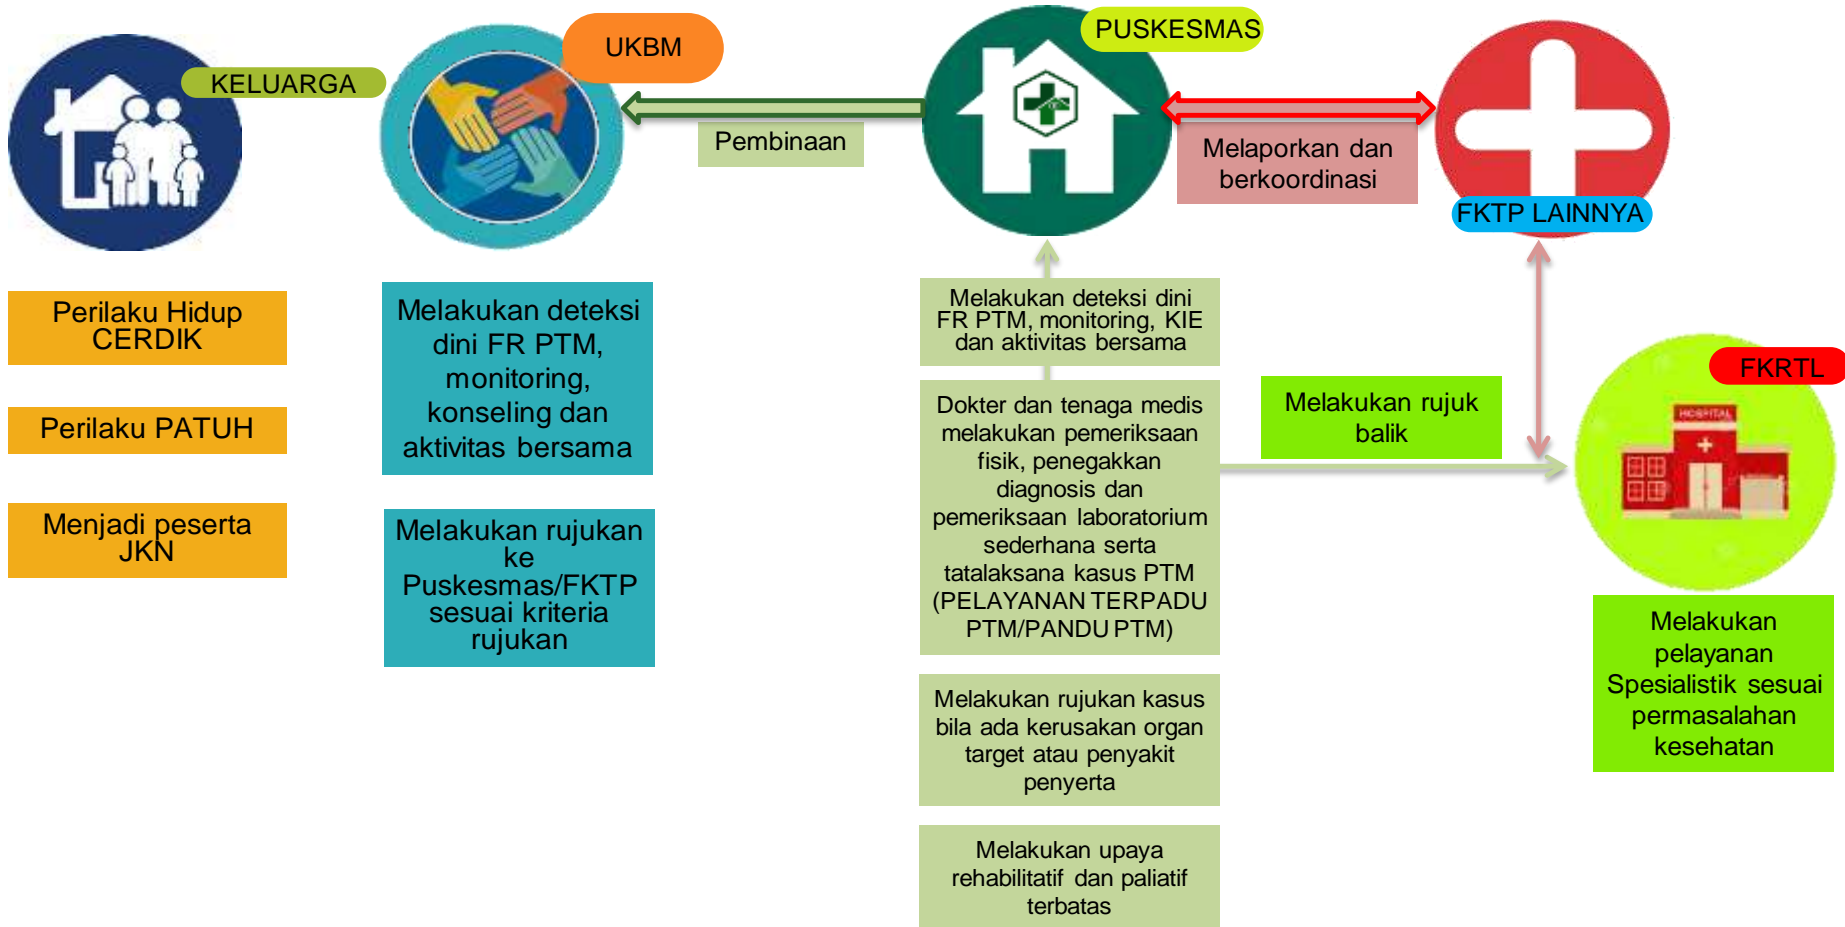 KELUARGA
UKBM
PUSKESMAS
Pembinaan
Melaporkan dan
berkoordinasi
FKTP LAINNYA
Perilaku Hidup
CERDIK
Perilaku PATUH
Menjadi peserta
JKN
Melakukan deteksi
dini FR PTM,
monitoring,
konseling dan
aktivitas bersama
Melakukan rujukan
ke
Puskesmas/FKTP
sesuai kriteria
rujukan
Melakukan deteksi dini
FR PTM, monitoring, KIE
dan aktivitas bersama
Dokter dan tenaga medis
melakukan pemeriksaan
fisik, penegakkan
diagnosis dan
pemeriksaan laboratorium
sederhana serta
tatalaksana kasus PTM
(PELAYANAN TERPADU
PTM/PANDU PTM)
Melakukan rujukan kasus
bila ada kerusakan organ
target atau penyakit
penyerta
Melakukan upaya
rehabilitatif dan paliatif
terbatas
Melakukan rujuk
balik
FKRTL
HOSPITAL
Melakukan
pelayanan
Spesialistik sesuai
permasalahan
kesehatan